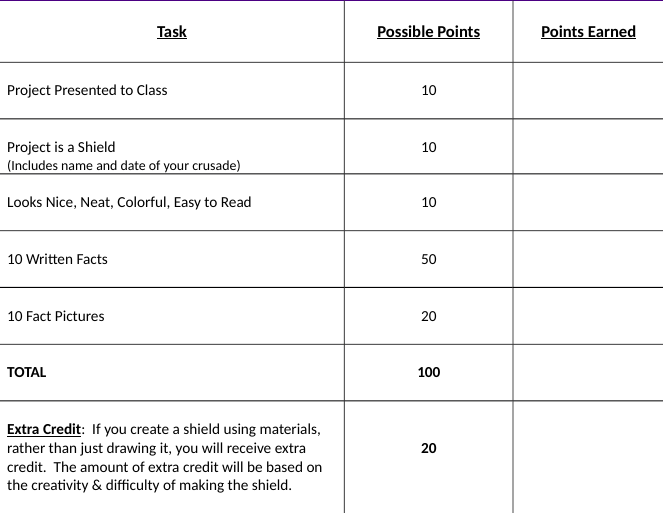 Task Possible Points Points Earned
Project Presented to Class 10
Project is a Shield 10
(Includes name and date of your crusade)
Looks Nice, Neat, Colorful, Easy to Read 10
10 Written Facts 50
10 Fact Pictures 20
TOTAL 100
Extra Credit:  If you create a shield using materials,
rather than just drawing it, you will receive extra 20
credit.  The amount of extra credit will be based on
the creativity & difficulty of making the shield.